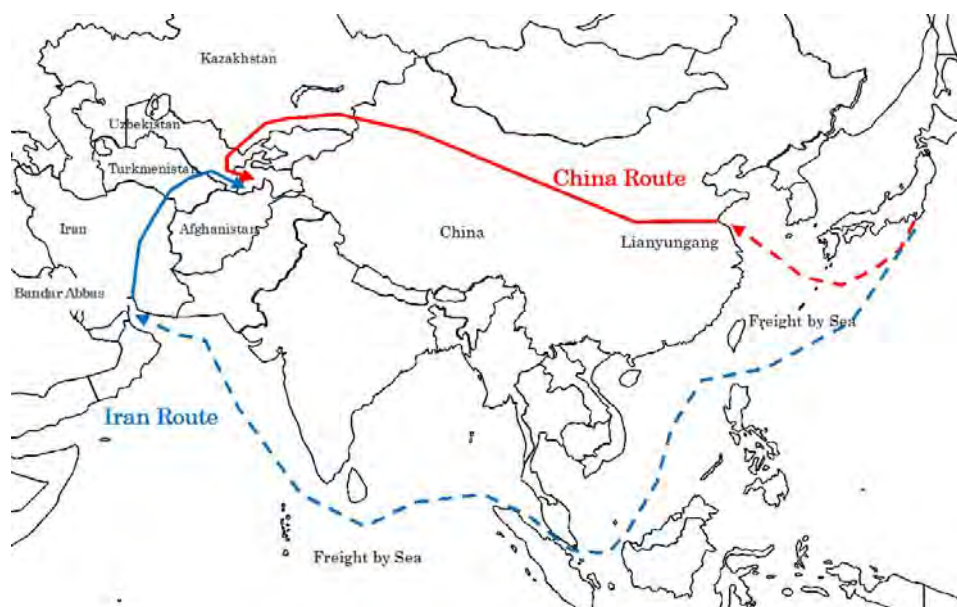 Kazakhstan
Uzbekistan
Turkmenistan
China Route
Iran
Afghanistan
China
Lianyungang
Bandar Abbas
Freight by Sea
Iran Route
Freight by Sea